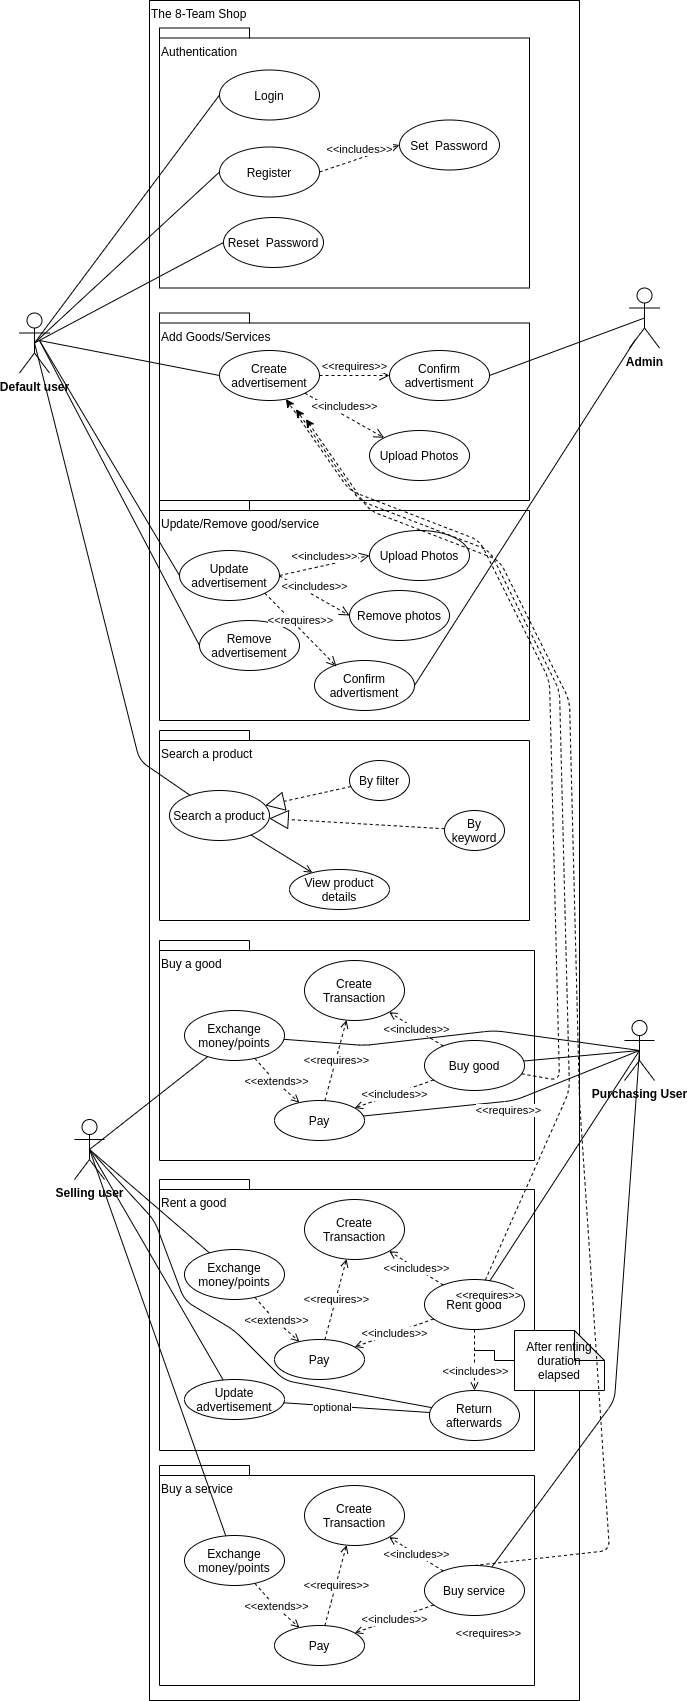 The 8-Team Shop
Authentication
Login
<<includes>>
Set  Password
Register
Reset  Password
Default user
Admin
Add Goods/Services
Create
advertisement
<<requires>>
Confirm
advertisement
<<includes>>
Upload Photos
Update/Remove good/service
Update
advertisement
<<includes>>
Upload Photos
<<includes>>
Remove photos
<<requires>>
Remove
advertisement
Confirm
advertisment
Search a product
By filter
Search a product
By
keyword
View product
details
Buy a good
Create
Transaction
Exchange
money/points
<<includes>>
<<requires>>
Buy good
<<extends>>
<<includes>>
Pay
<<requires>>
Purchasing User
Selling user
Rent a good
Create
Transaction
Exchange
money/points
<<includes>>
<<requires>>
<<requires>>
Rent good
<<extends>>
<<includes>>
Pay
After renting
duration
elapsed
<<includes>>
Update
advertisement
optional
Return
afterwards
Buy a service
Create
Transaction
Exchange
money/points
<<includes>>
<<requires>>
Buy service
<<extends>>
<<includes>>
<<requires>>
Pay